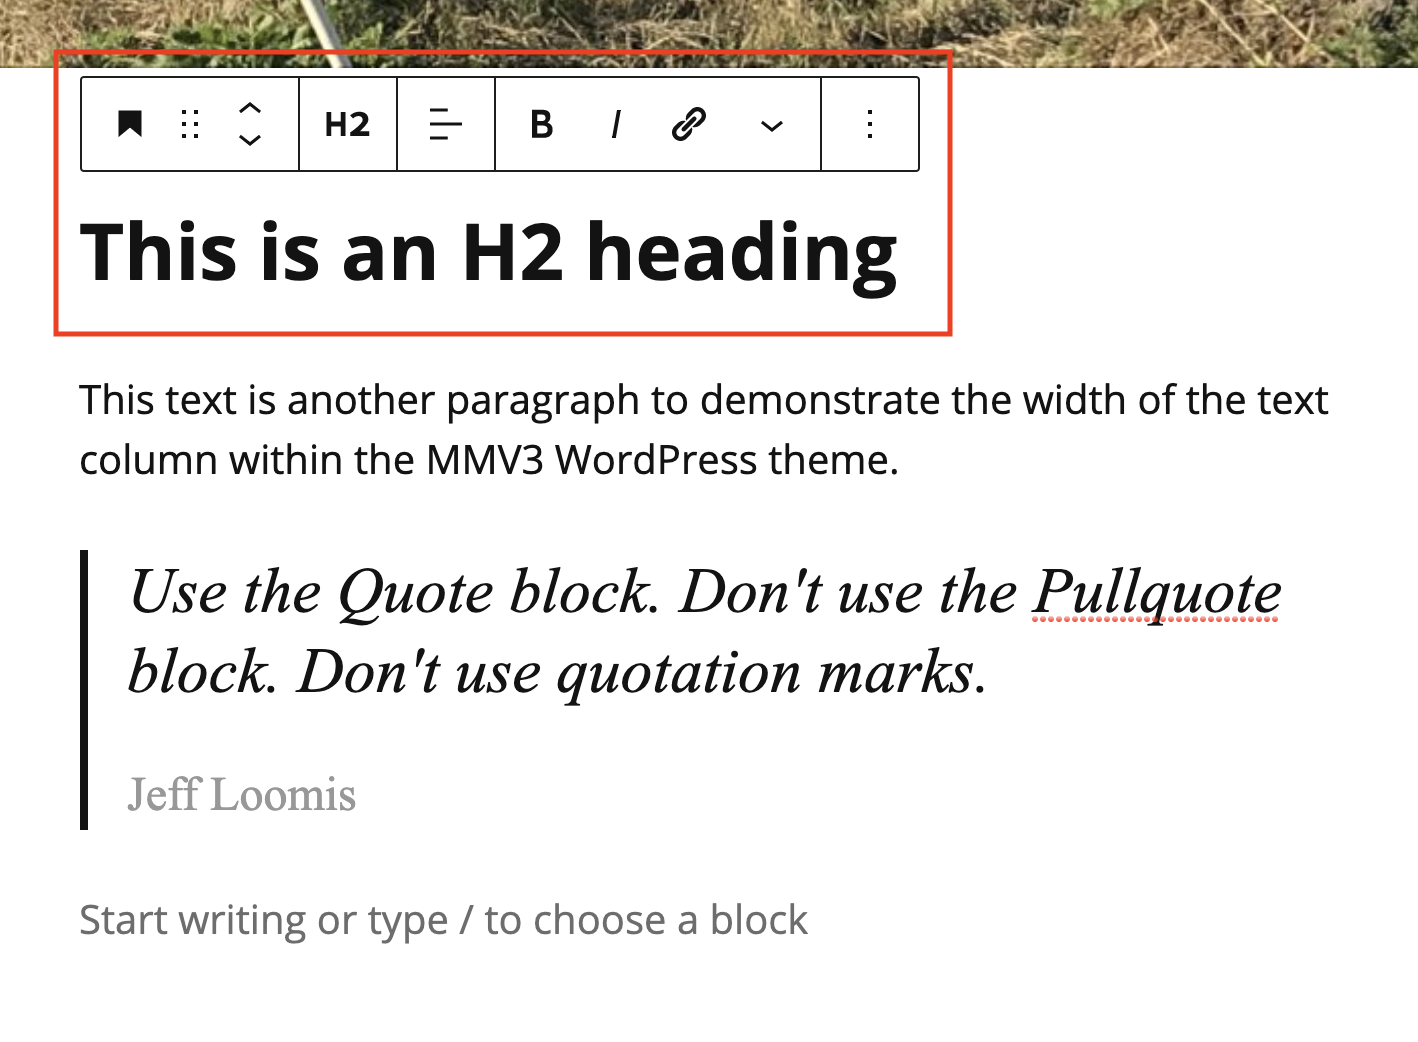 H2 B I
This is an H2 heading
This text is another paragraph to demonstrate the width of the text
column within the MMV3 WordPress theme.
Use the Quote block. Don't use the Pullquote
block. Don't use quotation marks.
Jeff Loomis
Start writing or type / to choose a block